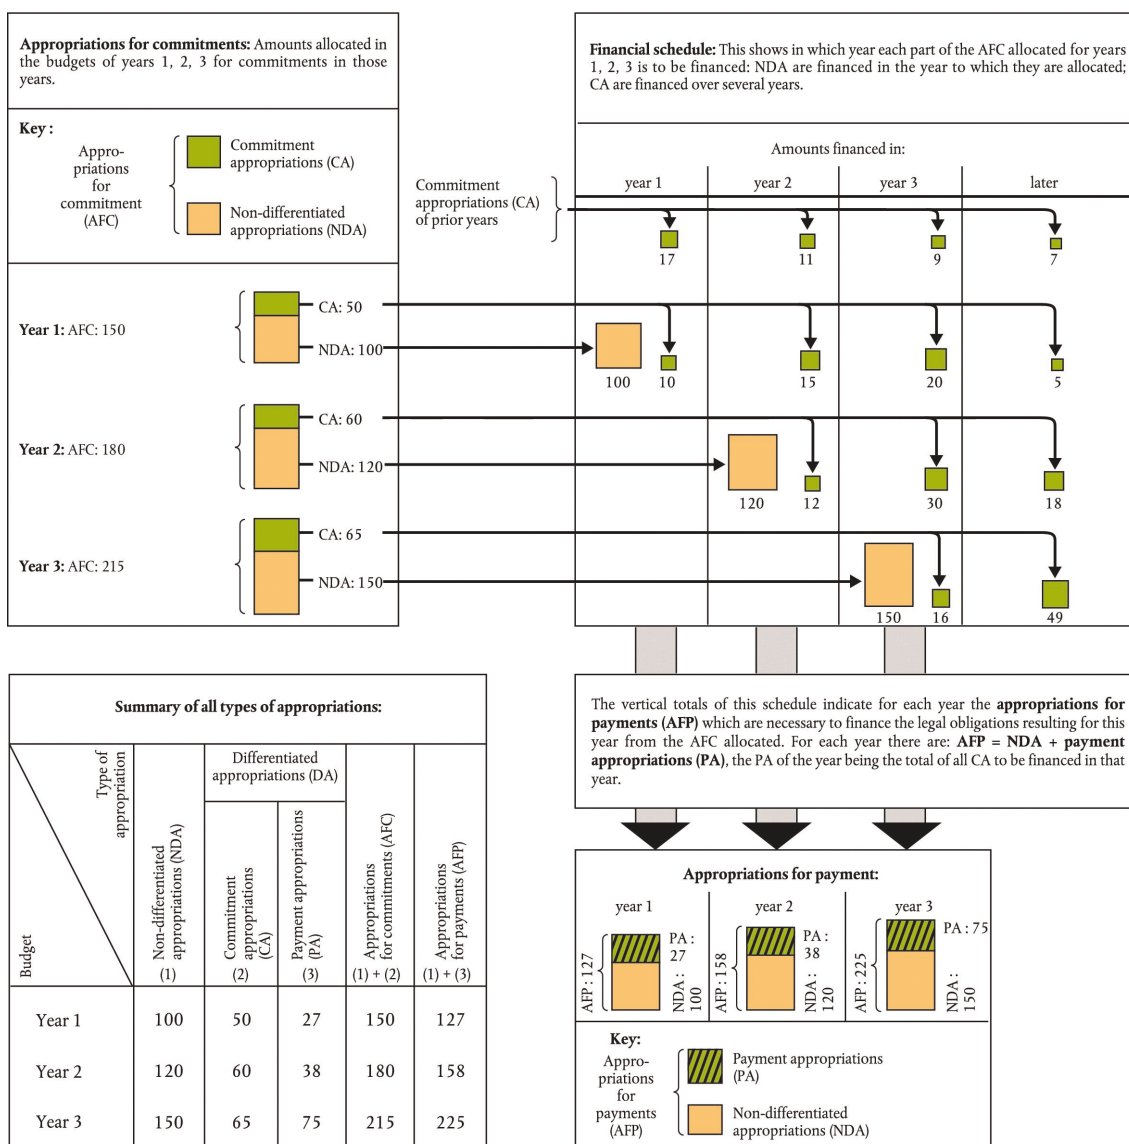 Appropriations for commitments: Amounts allocated in
the budgets of years 1, 2, 3 for commitments in those
years.
Key :
Appro-
priations
for
commitment
(AFC)
Commitment
appropriations (CA)
Non-differentiated
appropriations (NDA)
Financial schedule: This shows in which year each part of the AFC allocated for years
1, 2, 3 is to be financed: NDA are financed in the year to which they are allocated;
CA are financed over several years.
Amounts financed in:
year 1
year 2
year 3
later
Commitment
appropriations (CA)
of prior years
17
11
9
7
Year 1: AFC: 150
CA: 50
NDA: 100
100
10
15
20
5
Year 2: AFC: 180
CA: 60
NDA: 120
120
12
30
18
Year 3: AFC: 215
CA: 65
NDA: 150
150
16
49
The vertical totals of this schedule indicate for each year the appropriations for
payments (AFP) which are necessary to finance the legal obligations resulting for this
year from the AFC allocated. For each year there are: AFP = NDA + payment
appropriations (PA), the PA of the year being the total of all CA to be financed in that
year.
Summary of all types of appropriations:
Type of
appropriation
Budget
Non-differentiated
appropriations (NDA)
(1)
Differentiated
appropriations (DA)
Commitment
appropriations
(CA)
(2)
Payment appropriations
(PA)
(3)
Appropriations
for commitments (AFC)
(1) + (2)
Appropriations
for payments (AFP)
(1) + (3)
Year 1 100 50 27 150 127
Year 2 120 60 38 180 158
Year 3 150 65 75 215 225
Appropriations for payment:
year 1
AFP : 127
PA :
27
NDA :
100
year 2
AFP : 158
PA :
38
NDA :
120
year 3
AFP : 225
PA : 75
NDA :
150
Key:
Appro-
priations
for
payments
(AFP)
Payment appropriations
(PA)
Non-differentiated
appropriations (NDA)